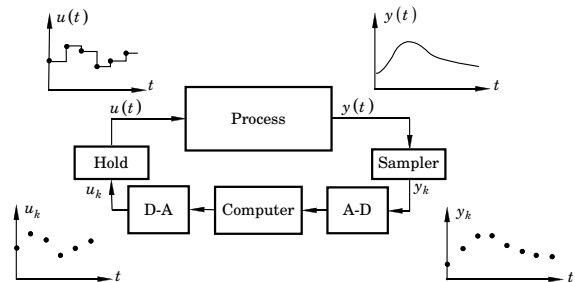 u(t)
y(t)
t
t
u(t)
Process
y(t)
Hold
Sampler
u_k
y_k
D-A
Computer
A-D
u_k
y_k
t
t